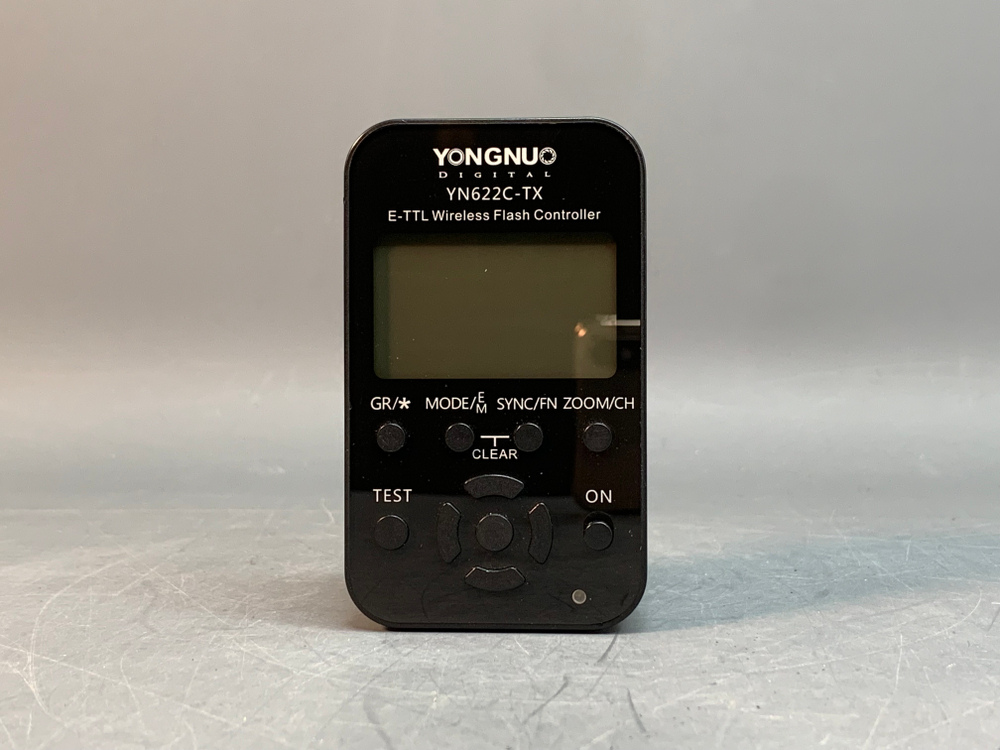 YONGNUO
DIGITAL
YN622C-TX
E-TTL Wireless Flash Controller
GR/* MODE/E/M SYNC/FN ZOOM/CH
CLEAR
TEST ON